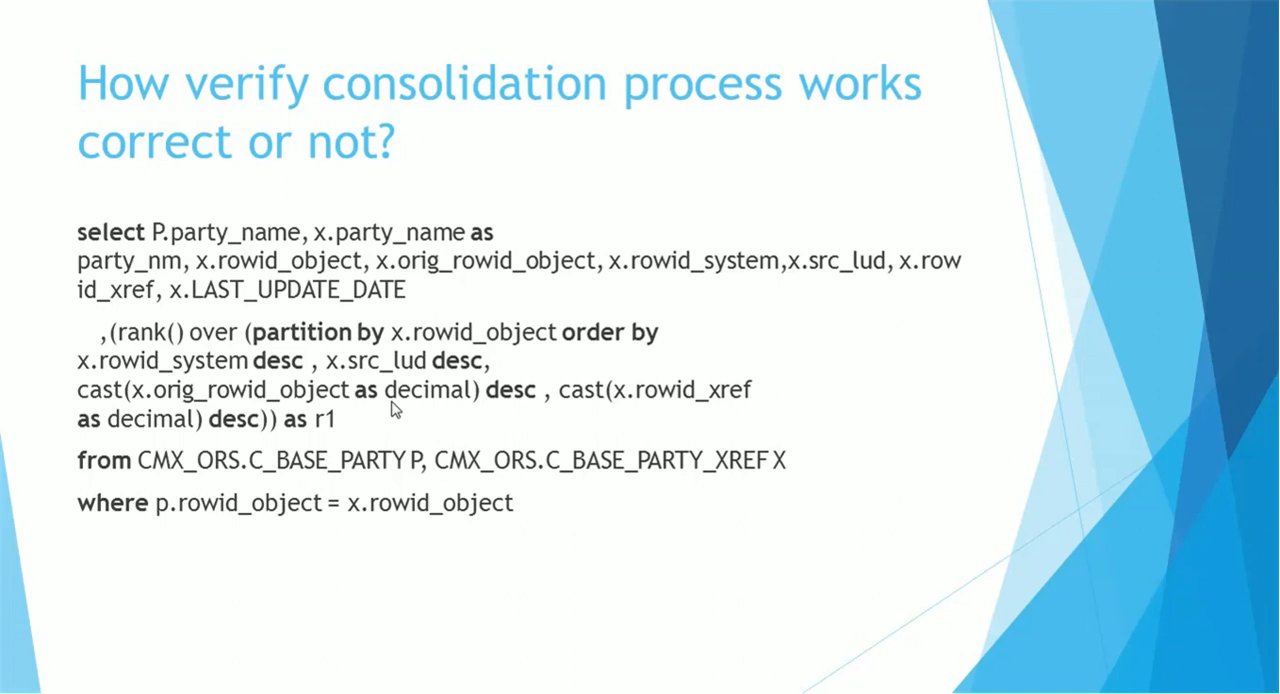 How verify consolidation process works
correct or not?
select P.party_name, x.party_name as
party_nm, x.rowid_object, x.orig_rowid_object, x.rowid_system,x.src_lud, x.row
id_xref, x.LAST_UPDATE_DATE
,(rank() over (partition by x.rowid_object order by
x.rowid_system desc , x.src_lud desc,
cast(x.orig_rowid_object as decimal) desc , cast(x.rowid_xref
as decimal) desc)) as r1
from CMX_ORS.C_BASE_PARTY P, CMX_ORS.C_BASE_PARTY_XREF X
where p.rowid_object = x.rowid_object